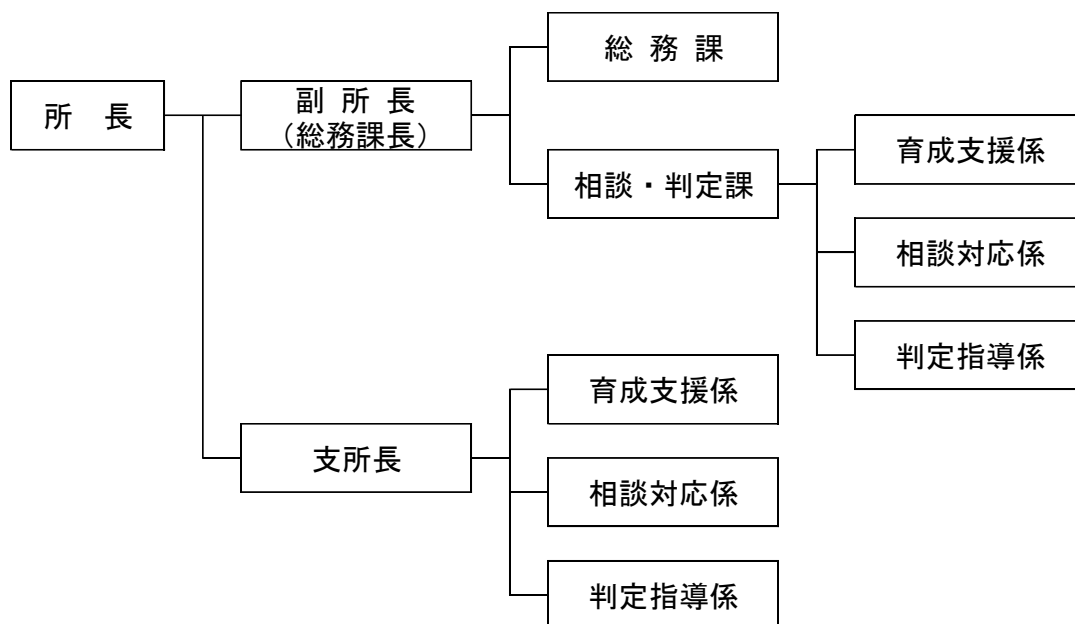 総 務 課
所 長
副 所 長
(総務課長)
相談・判定課
育成支援係
相談対応係
判定指導係
支所長
育成支援係
相談対応係
判定指導係